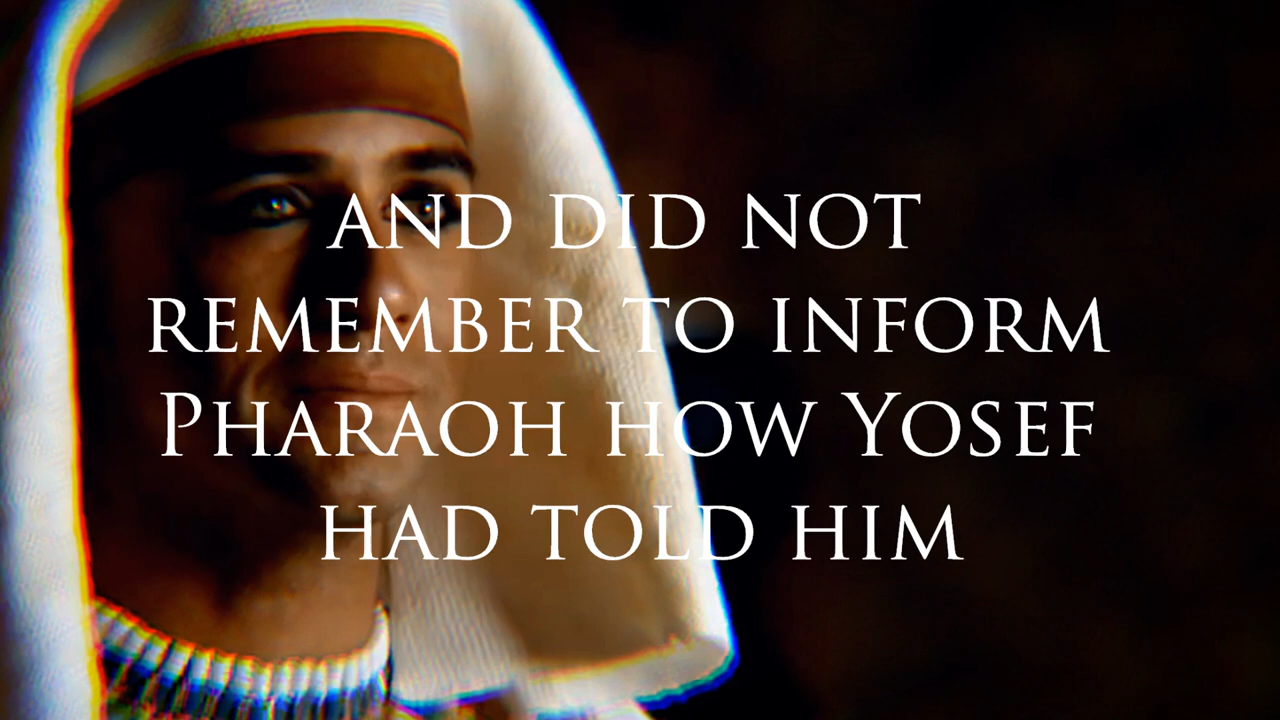 and did not
remember to inform
Pharaoh how Yosef
had told him